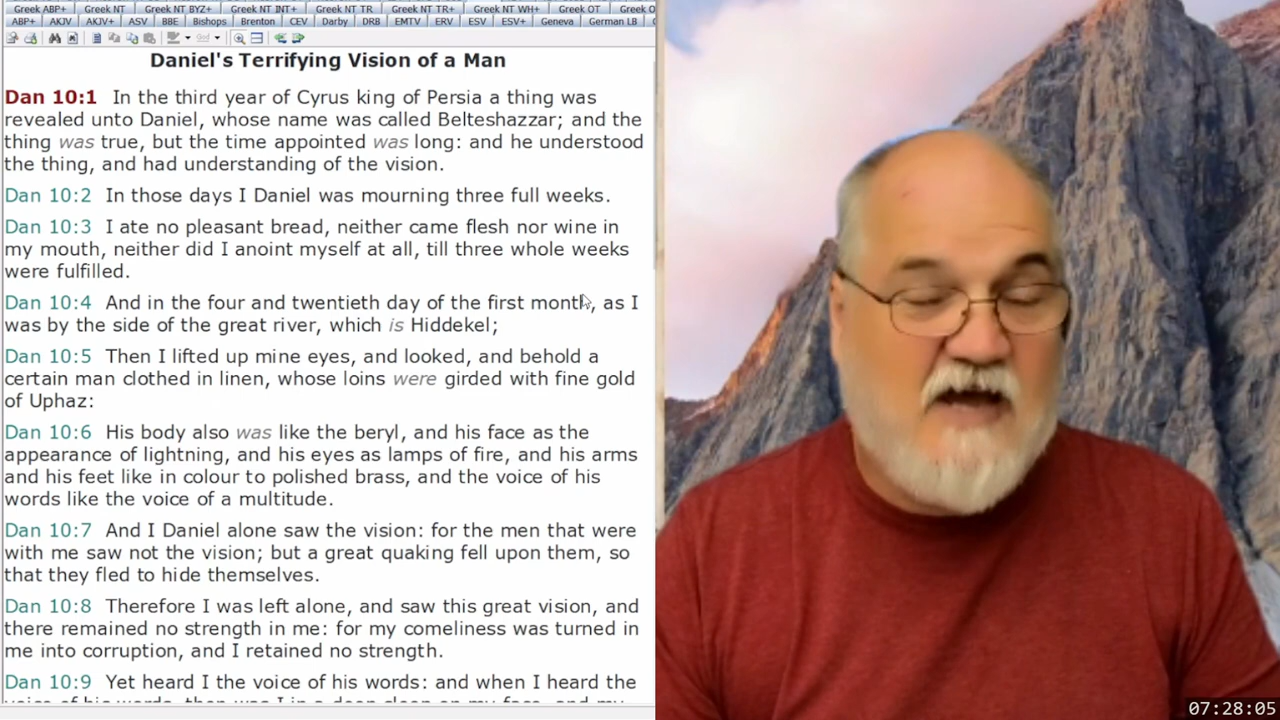 Greek ABP+ Greek NT Greek NT BYZ+ Greek NT INT+ Greek NT TR Greek NT TR+ Greek NT WH+ Greek OT Greek O
ABP+ AKJV AKJV+ ASV BBE Bishops Brenton CEV Darby DRB EMTV ERV ESV ESV+ Geneva German LB
Daniel's Terrifying Vision of a Man
Dan 10:1 In the third year of Cyrus king of Persia a thing was
revealed unto Daniel, whose name was called Belteshazzar; and the
thing was true, but the time appointed was long: and he understood
the thing, and had understanding of the vision.
Dan 10:2 In those days I Daniel was mourning three full weeks.
Dan 10:3 I ate no pleasant bread, neither came flesh nor wine in
my mouth, neither did I anoint myself at all, till three whole weeks
were fulfilled.
Dan 10:4 And in the four and twentieth day of the first month, as I
was by the side of the great river, which is Hiddekel;
Dan 10:5 Then I lifted up mine eyes, and looked, and behold a
certain man clothed in linen, whose loins were girded with fine gold
of Uphaz:
Dan 10:6 His body also was like the beryl, and his face as the
appearance of lightning, and his eyes as lamps of fire, and his arms
and his feet like in colour to polished brass, and the voice of his
words like the voice of a multitude.
Dan 10:7 And I Daniel alone saw the vision: for the men that were
with me saw not the vision; but a great quaking fell upon them, so
that they fled to hide themselves.
Dan 10:8 Therefore I was left alone, and saw this great vision, and
there remained no strength in me: for my comeliness was turned in
me into corruption, and I retained no strength.
Dan 10:9 Yet heard I the voice of his words: and when I heard the
voice of his words, then was I in a deep sleep on my face, and my
07:28:05